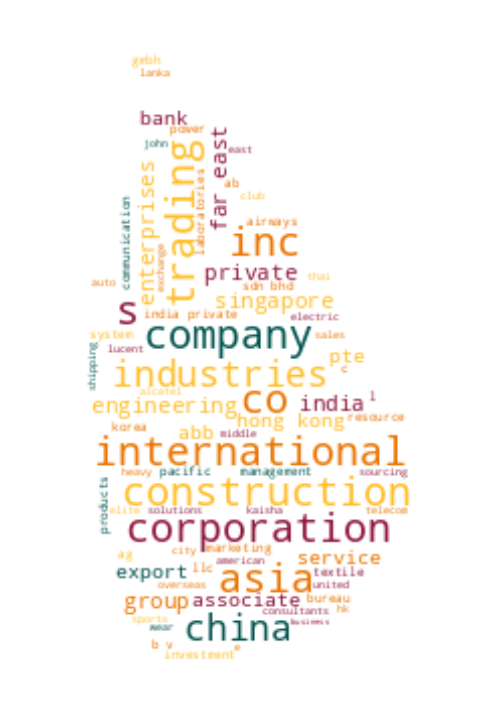 gmbh
lanka
bank
power
john
far east
east
trading
enterprises
laboratories
exchange
communication
ab
club
airways
inc
private
thai
sdn bhd
auto
singapore
s
india private
electric
company
system
sales
lucent
pte
shipping
industries
c
alcatel
co
india
l
engineering
hong kong
resource
korea
abb
middle
international
heavy
pacific
management
sourcing
products
construction
elite
solutions
kaisha
telecom
corporation
city
marketing
ag
american
service
llc
export
asia
textile
overseas
united
group
associate
bureau
consultants
hk
sports
wear
china
business
b v
e
investment